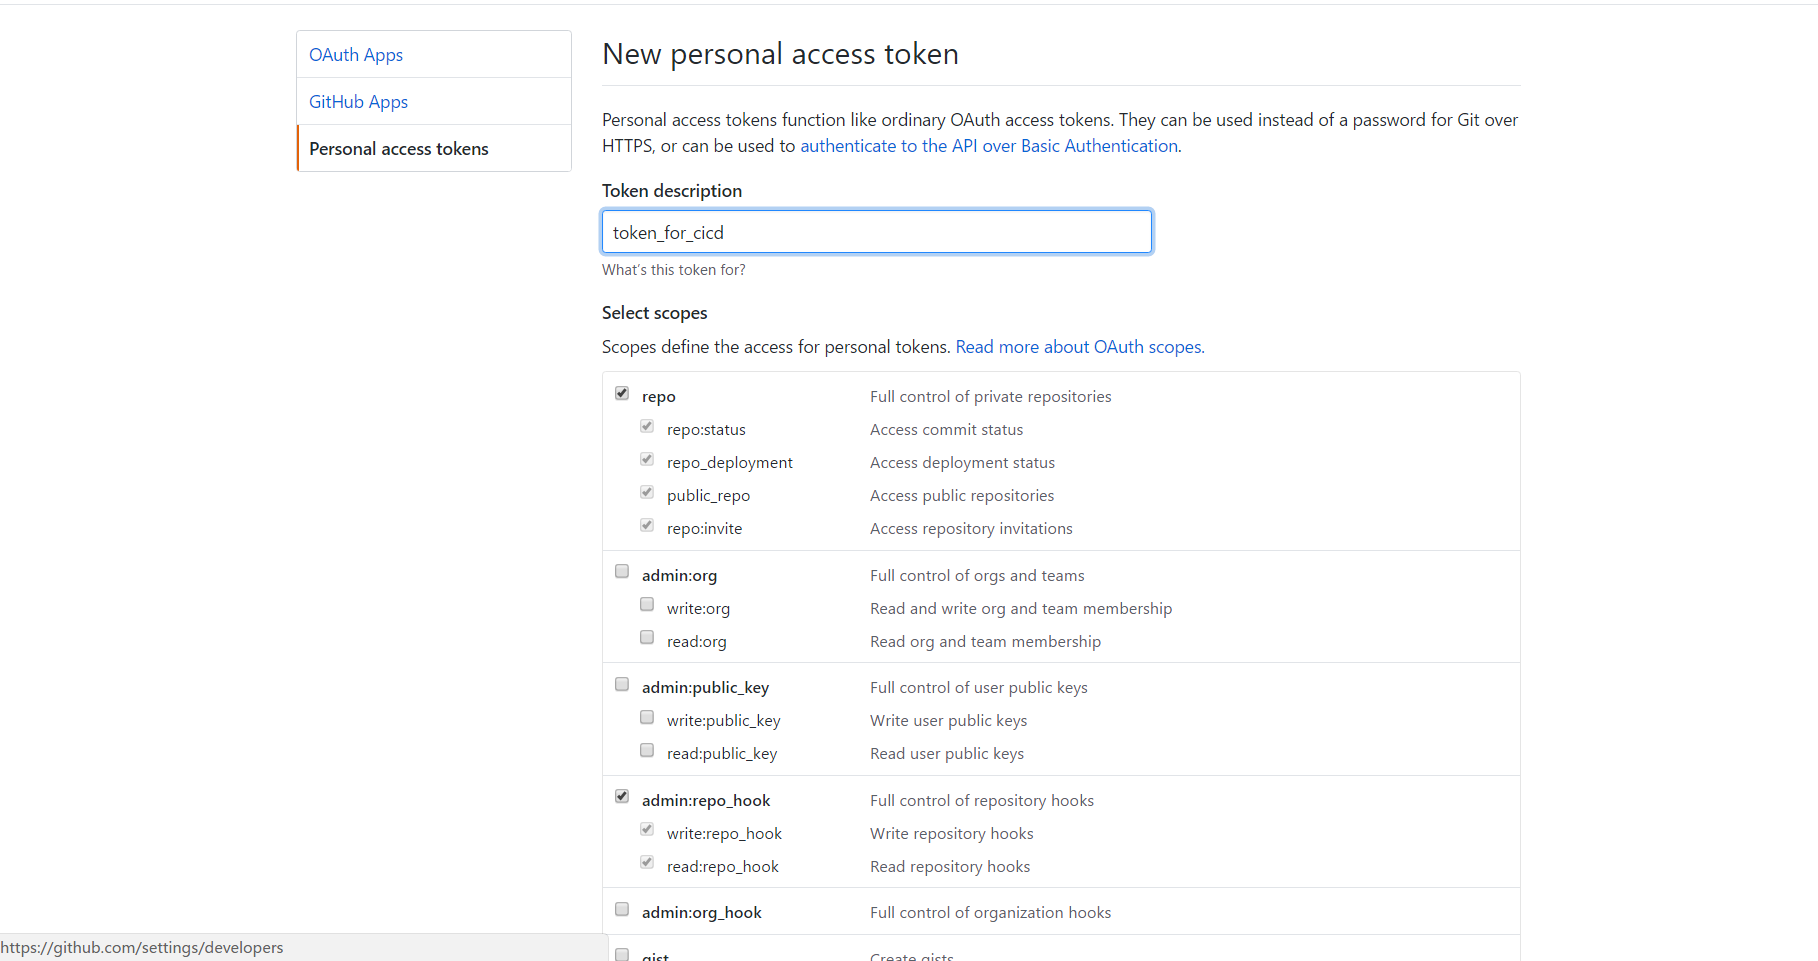 OAuth Apps
GitHub Apps
Personal access tokens
New personal access token
Personal access tokens function like ordinary OAuth access tokens. They can be used instead of a password for Git over
HTTPS, or can be used to authenticate to the API over Basic Authentication.
Token description
token_for_cicd
What's this token for?
Select scopes
Scopes define the access for personal tokens. Read more about OAuth scopes.
repo Full control of private repositories
repo:status Access commit status
repo_deployment Access deployment status
public_repo Access public repositories
repo:invite Access repository invitations
admin:org Full control of orgs and teams
write:org Read and write org and team membership
read:org Read org and team membership
admin:public_key Full control of user public keys
write:public_key Write user public keys
read:public_key Read user public keys
admin:repo_hook Full control of repository hooks
write:repo_hook Write repository hooks
read:repo_hook Read repository hooks
admin:org_hook Full control of organization hooks
gist Create gists
https://github.com/settings/developers